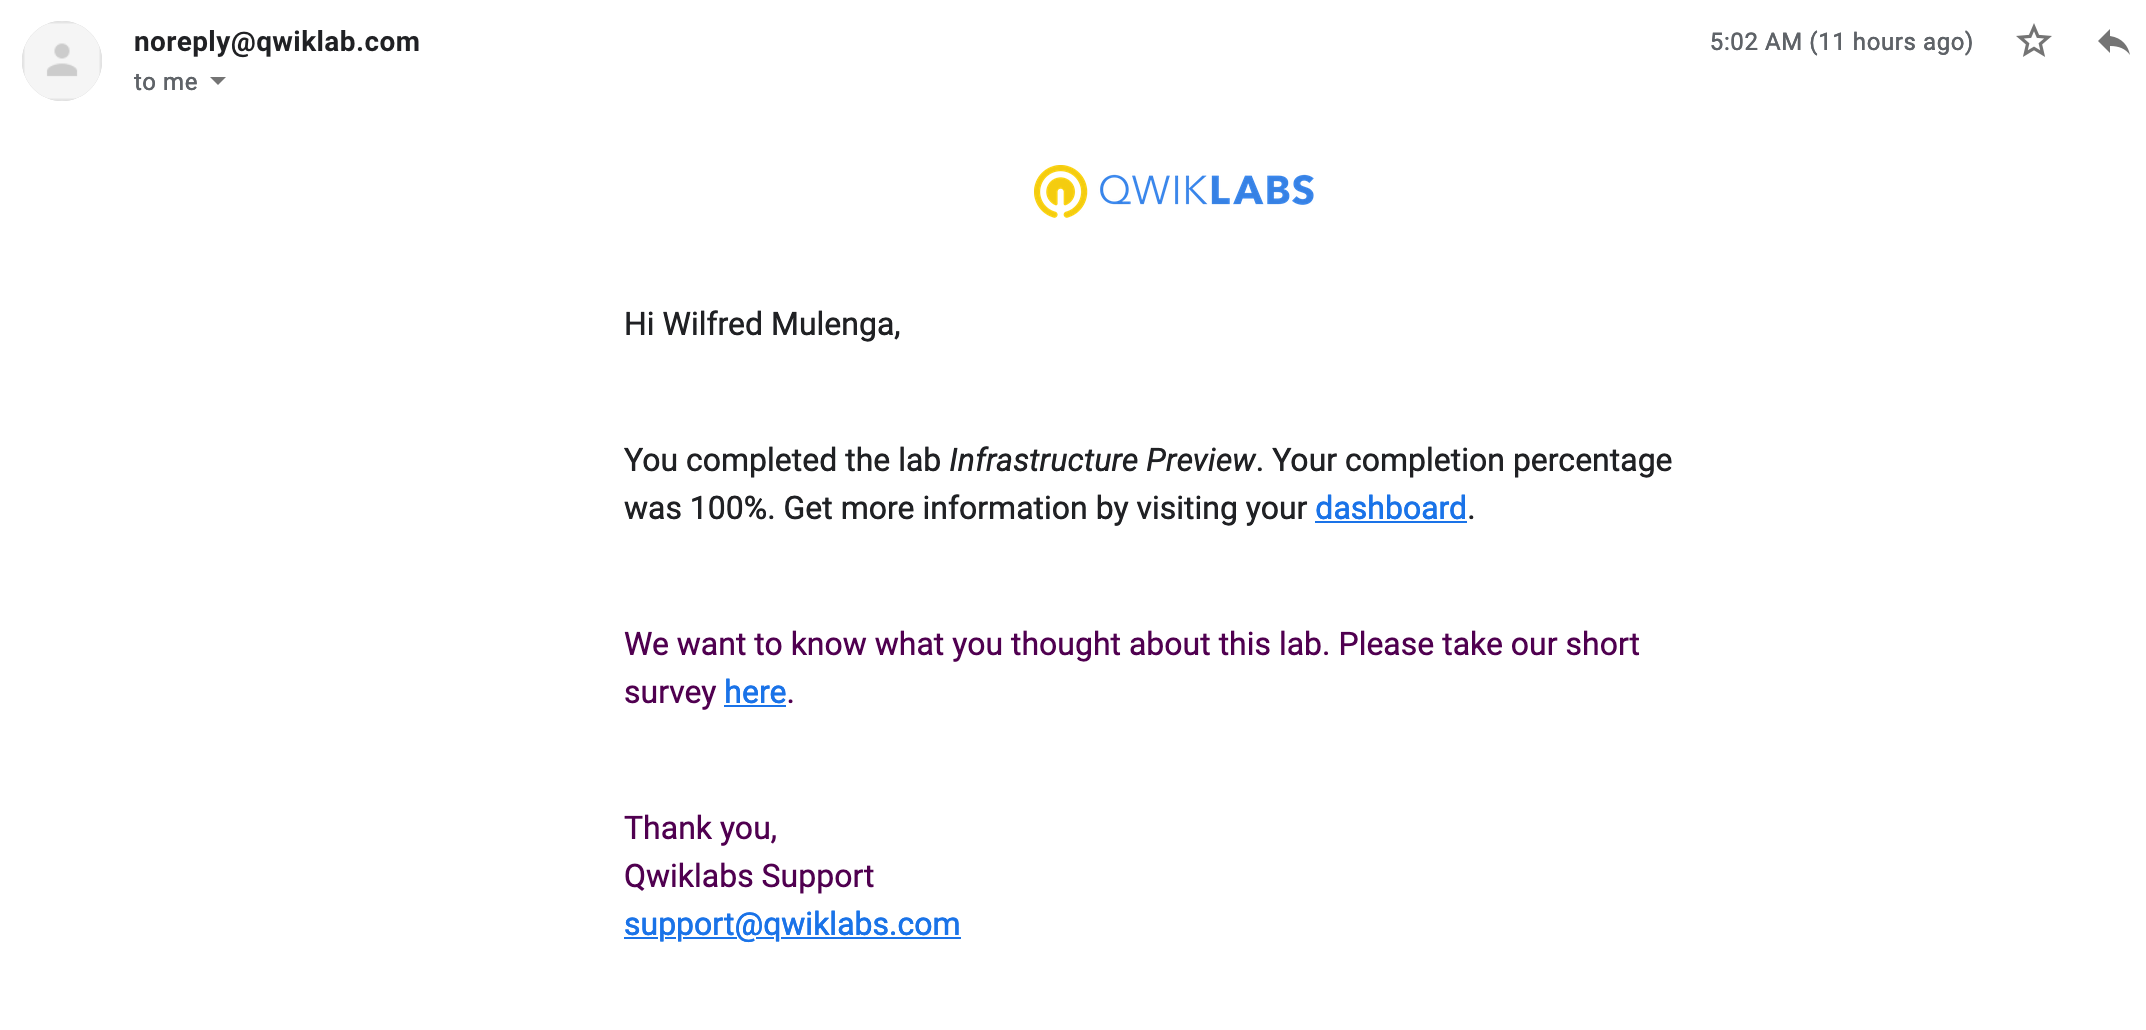 noreply@qwiklab.com
5:02 AM (11 hours ago)
to me
QWIKLABS
Hi Wilfred Mulenga,
You completed the lab Infrastructure Preview. Your completion percentage
was 100%. Get more information by visiting your dashboard.
We want to know what you thought about this lab. Please take our short
survey here.
Thank you,
Qwiklabs Support
support@qwiklabs.com